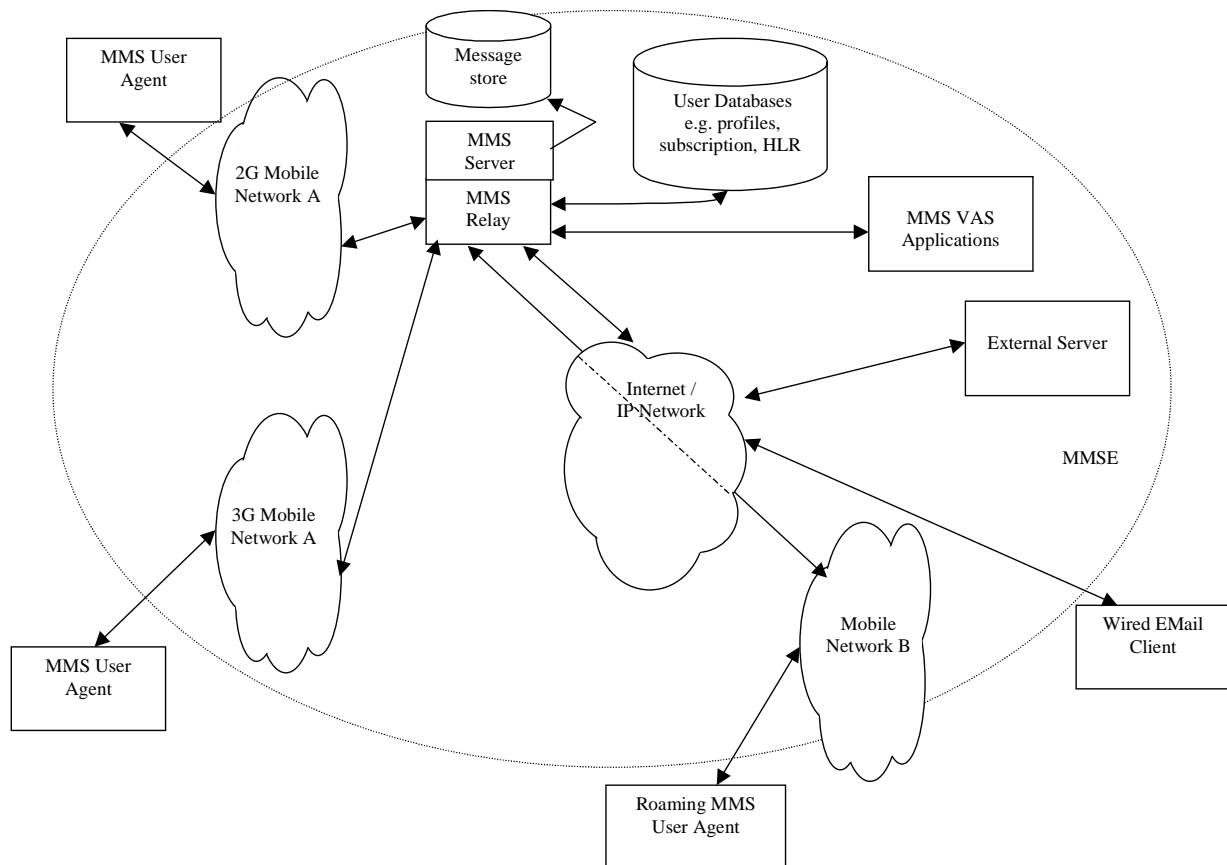 MMS User
Agent
Message
store
User Databases
e.g. profiles,
subscription, HLR
MMS
Server
2G Mobile
Network A
MMS
Relay
MMS VAS
Applications
External Server
Internet /
IP Network
MMSE
3G Mobile
Network A
Mobile
Network B
Wired EMail
Client
MMS User
Agent
Roaming MMS
User Agent